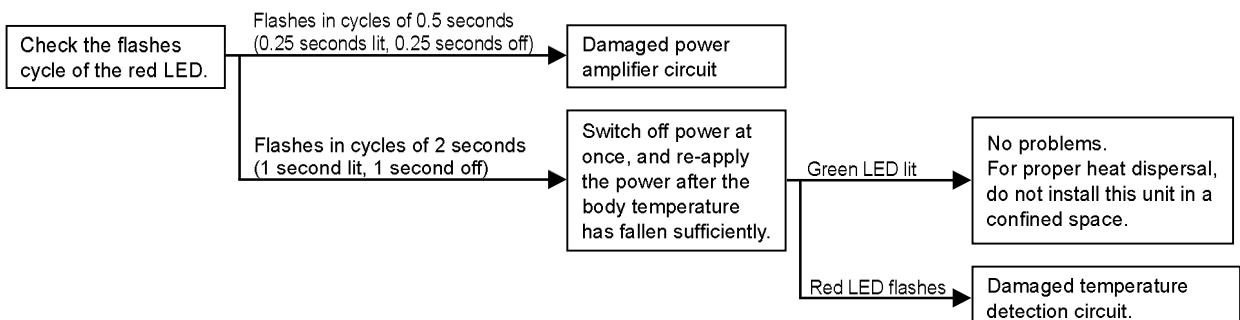 Check the flashes
cycle of the red LED.
Flashes in cycles of 0.5 seconds
(0.25 seconds lit, 0.25 seconds off)
Damaged power
amplifier circuit
Flashes in cycles of 2 seconds
(1 second lit, 1 second off)
Switch off power at
once, and re-apply
the power after the
body temperature
has fallen sufficiently.
Green LED lit
No problems.
For proper heat dispersal,
do not install this unit in a
confined space.
Red LED flashes
Damaged temperature
detection circuit.